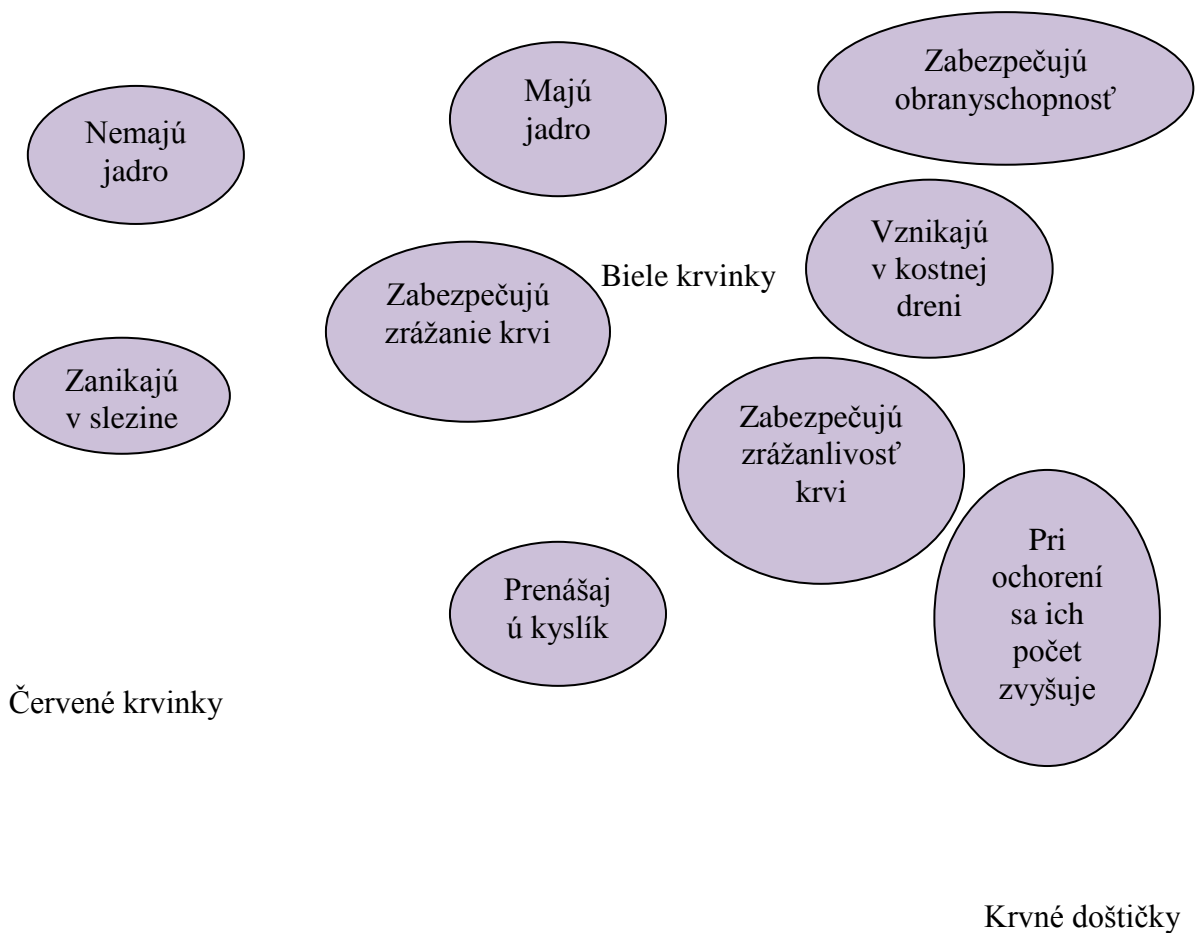 Nemajú
jadro
Majú
jadro
Zabezpečujú
obranyschopnosť
Zabezpečujú
zrážanie krvi
Biele krvinky
Vznikajú
v kostnej
dreni
Zanikajú
v slezine
Zabezpečujú
zrážanlivosť
krvi
Prenášaj
ú kyslík
Pri
ochorení
sa ich
počet
zvyšuje
Červené krvinky
Krvné doštičky